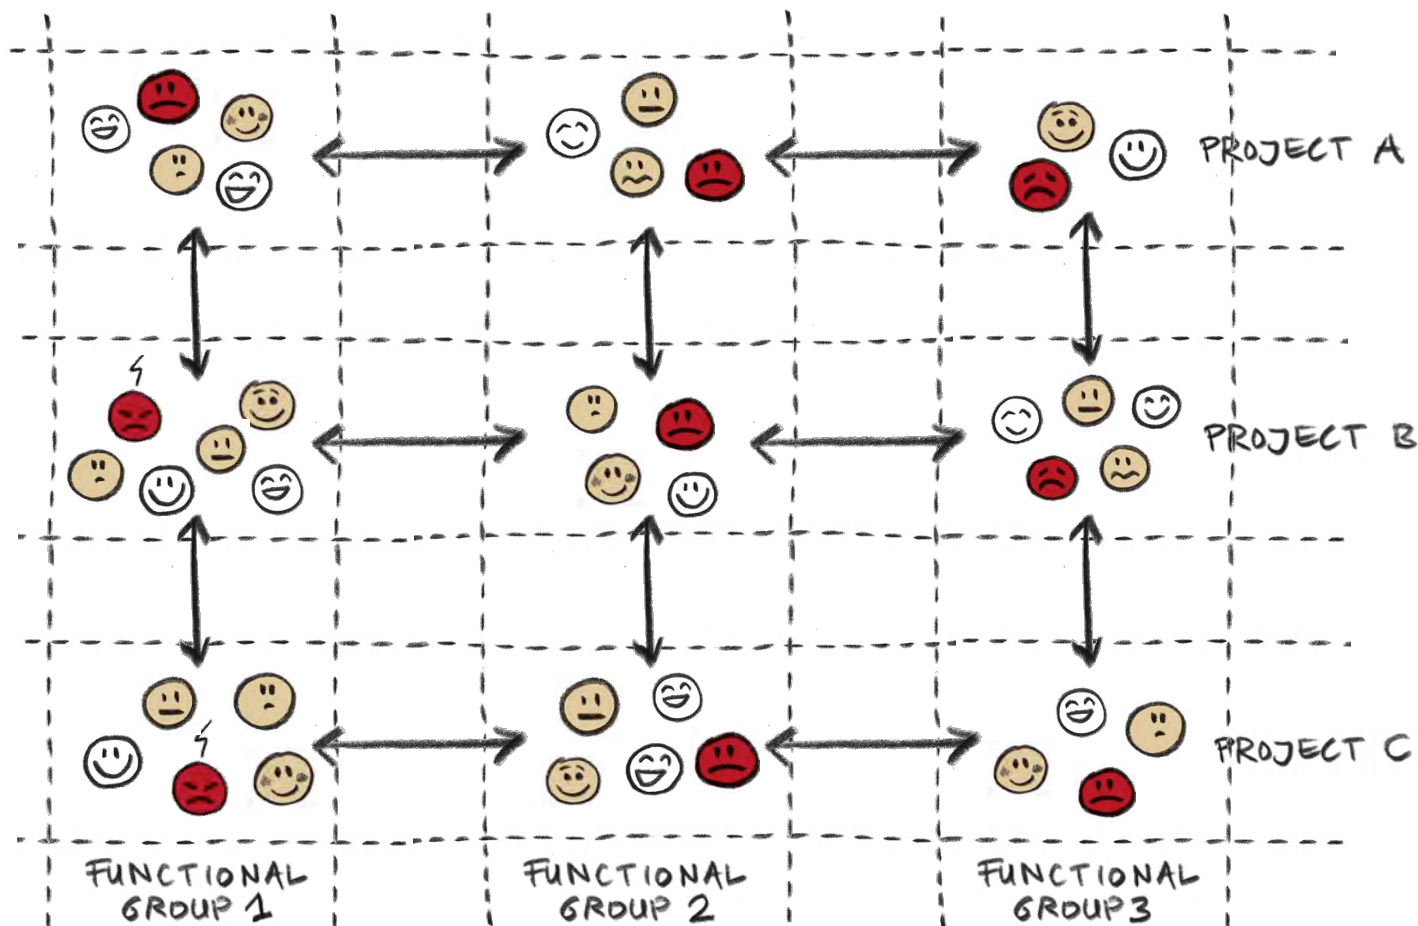 PROJECT A
PROJECT B
PROJECT C
FUNCTIONAL
GROUP 1
FUNCTIONAL
GROUP 2
FUNCTIONAL
GROUP 3